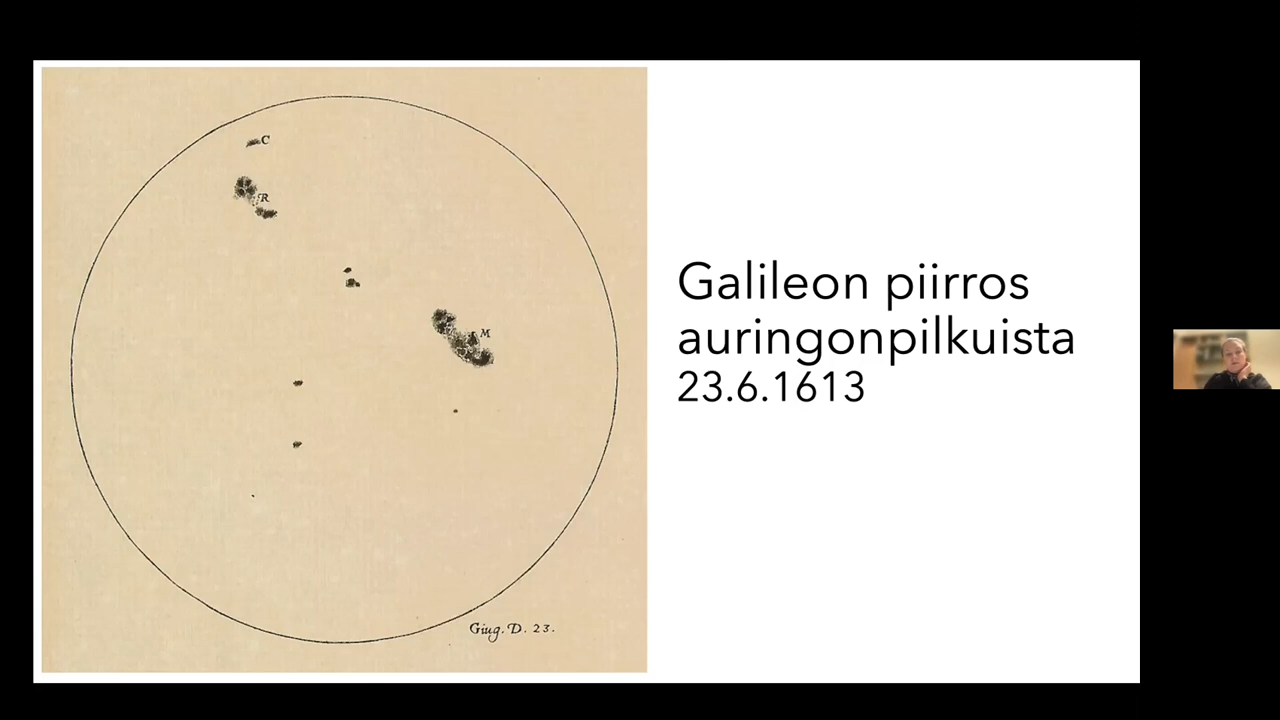 C
R
M
Giug. D. 23.
Galileon piirros
auringonpilkuista
23.6.1613